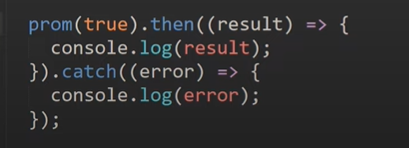 prom(true).then((result) => {
  console.log(result);
}).catch((error) => {
  console.log(error);
});